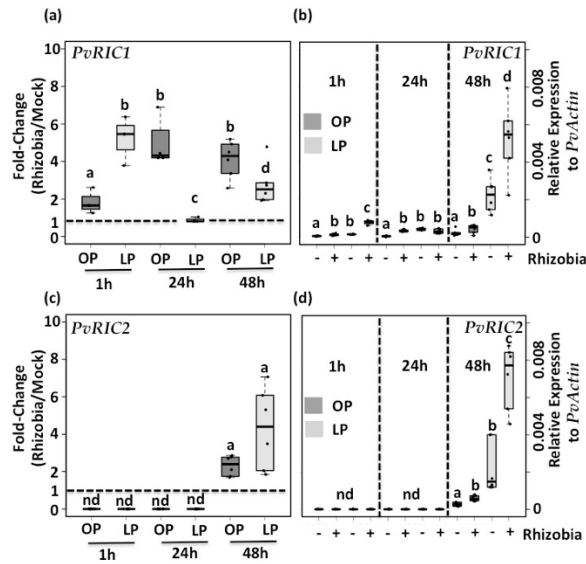 (a)
PvRIC1
Fold-Change
(Rhizobia/Mock)
10
8
6
4
2
1
0
a
b
b
c
b
d
OP LP OP LP OP LP
1h 24h 48h
(b)
PvRIC1
1h 24h 48h
OP
LP
a b b c a b b b a b c d
- + - + - + - + - + - +
Rhizobia
0.008
0.004
0
Relative Expression
to PvActin
(c)
PvRIC2
Fold-Change
(Rhizobia/Mock)
10
8
6
4
2
1
0
nd nd nd nd a a
OP LP OP LP OP LP
1h 24h 48h
(d)
PvRIC2
1h 24h 48h
OP
LP
nd nd a b b c
- + - + - + - + - + - +
Rhizobia
0.008
0.004
0
Relative Expression
to PvActin